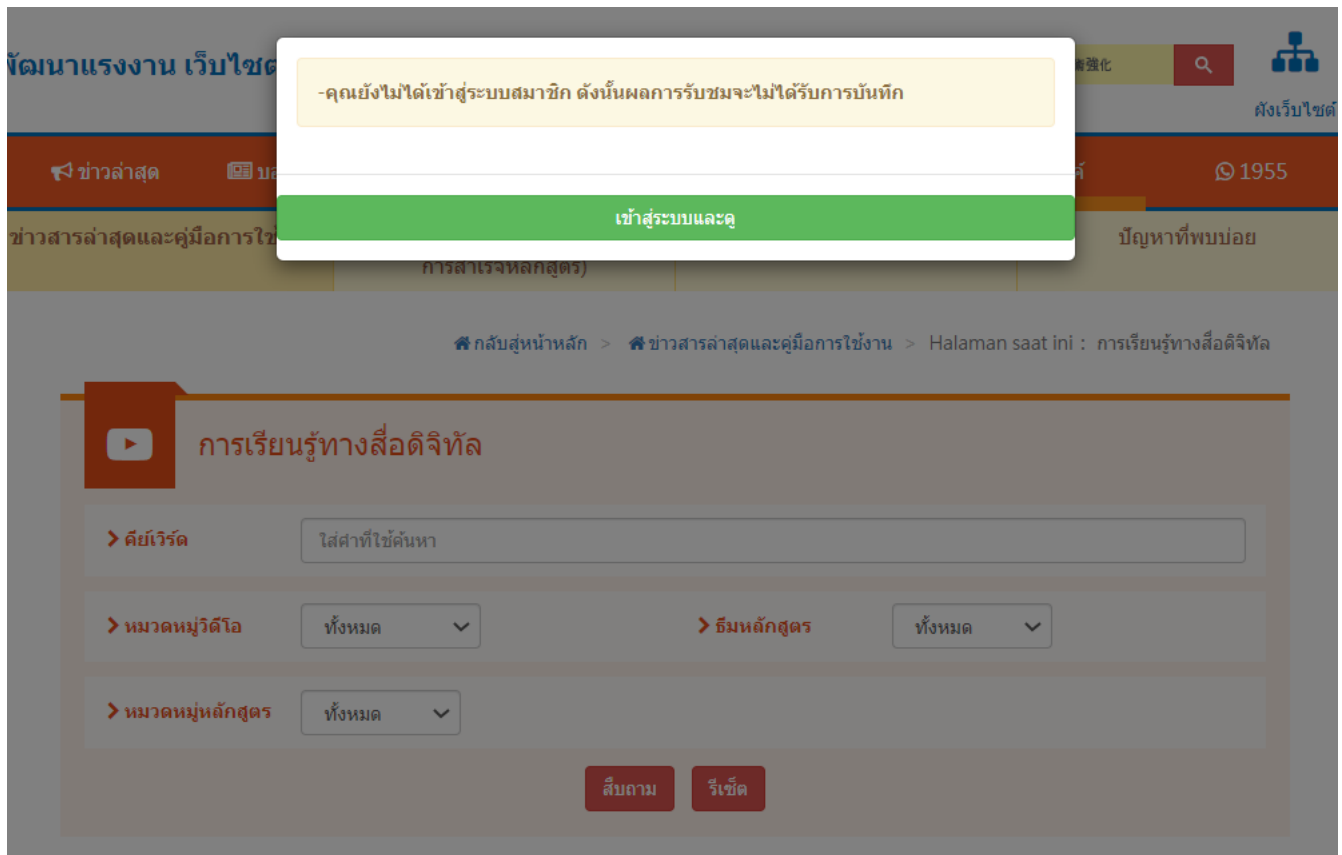 พัฒนาแรงงาน เว็บไซต์
強化
ผังเว็บไซต์
-คุณยังไม่ได้เข้าสู่ระบบสมาชิก ดังนั้นผลการรับชมจะไม่ได้รับการบันทึก
เข้าสู่ระบบและดู
ข่าวล่าสุด
1955
ข่าวสารล่าสุดและคู่มือการใช้
การสำเร็จหลักสูตร)
ปัญหาที่พบบ่อย
กลับสู่หน้าหลัก > ข่าวสารล่าสุดและคู่มือการใช้งาน > Halaman saat ini : การเรียนรู้ทางสื่อดิจิทัล
การเรียนรู้ทางสื่อดิจิทัล
คีย์เวิร์ด ใส่คำที่ใช้ค้นหา
หมวดหมู่วิดีโอ ทั้งหมด ธีมหลักสูตร ทั้งหมด
หมวดหมู่หลักสูตร ทั้งหมด
สืบถาม รีเซ็ต